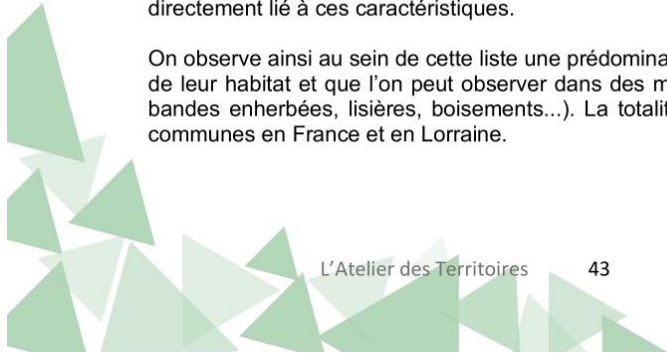 directement lié à ces caractéristiques.
On observe ainsi au sein de cette liste une
de leur habitat et que l’on peut observer dans des
bandes enherbées, lisières, boisements...). La
communes en France et en Lorraine.
L’Atelier des Territoires 43